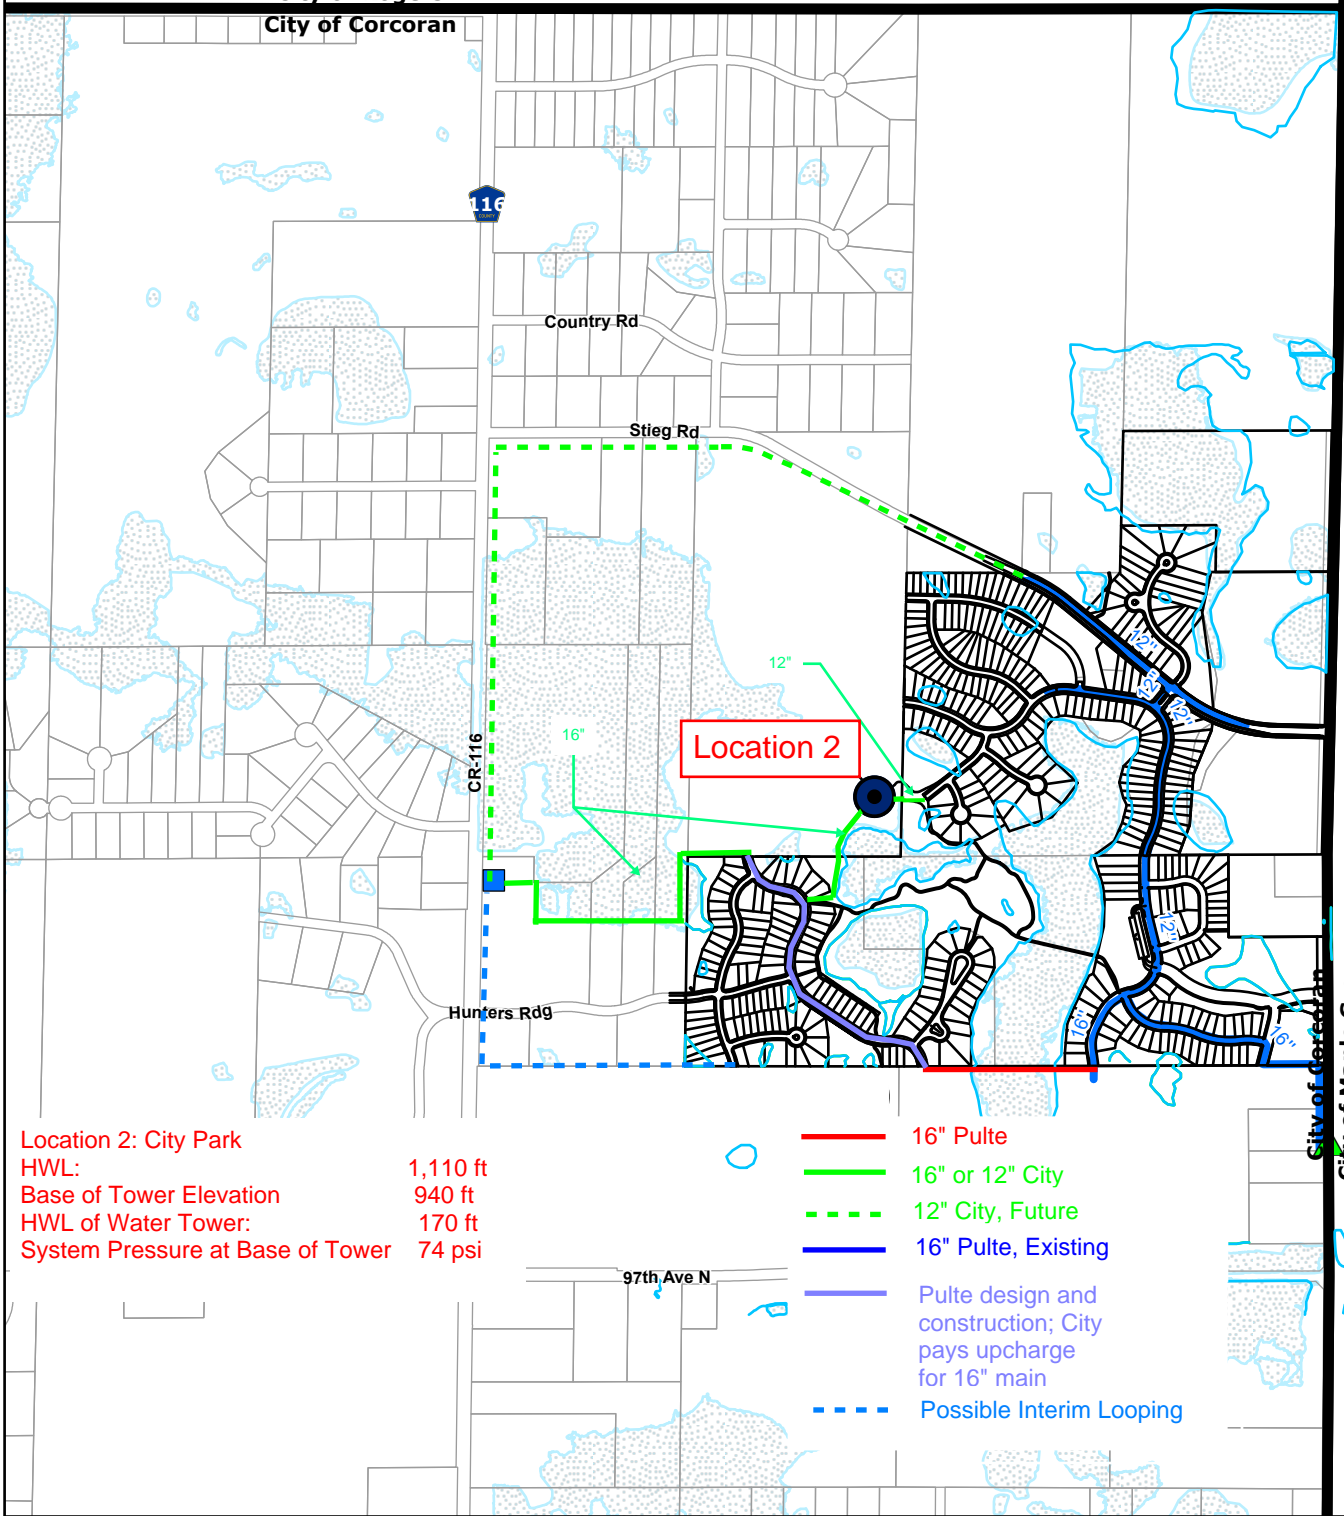 City of Corcoran
116
COUNTY
Country Rd
Stieg Rd
12"
12"
12"
12"
16"
CR-116
Location 2
12"
Hunters Rdg
16"
16"
City of Corcoran
Location 2: City Park
HWL: 1,110 ft
Base of Tower Elevation 940 ft
HWL of Water Tower: 170 ft
System Pressure at Base of Tower 74 psi
16" Pulte
16" or 12" City
12" City, Future
16" Pulte, Existing
Pulte design and
construction; City
pays upcharge
for 16" main
Possible Interim Looping
97th Ave N